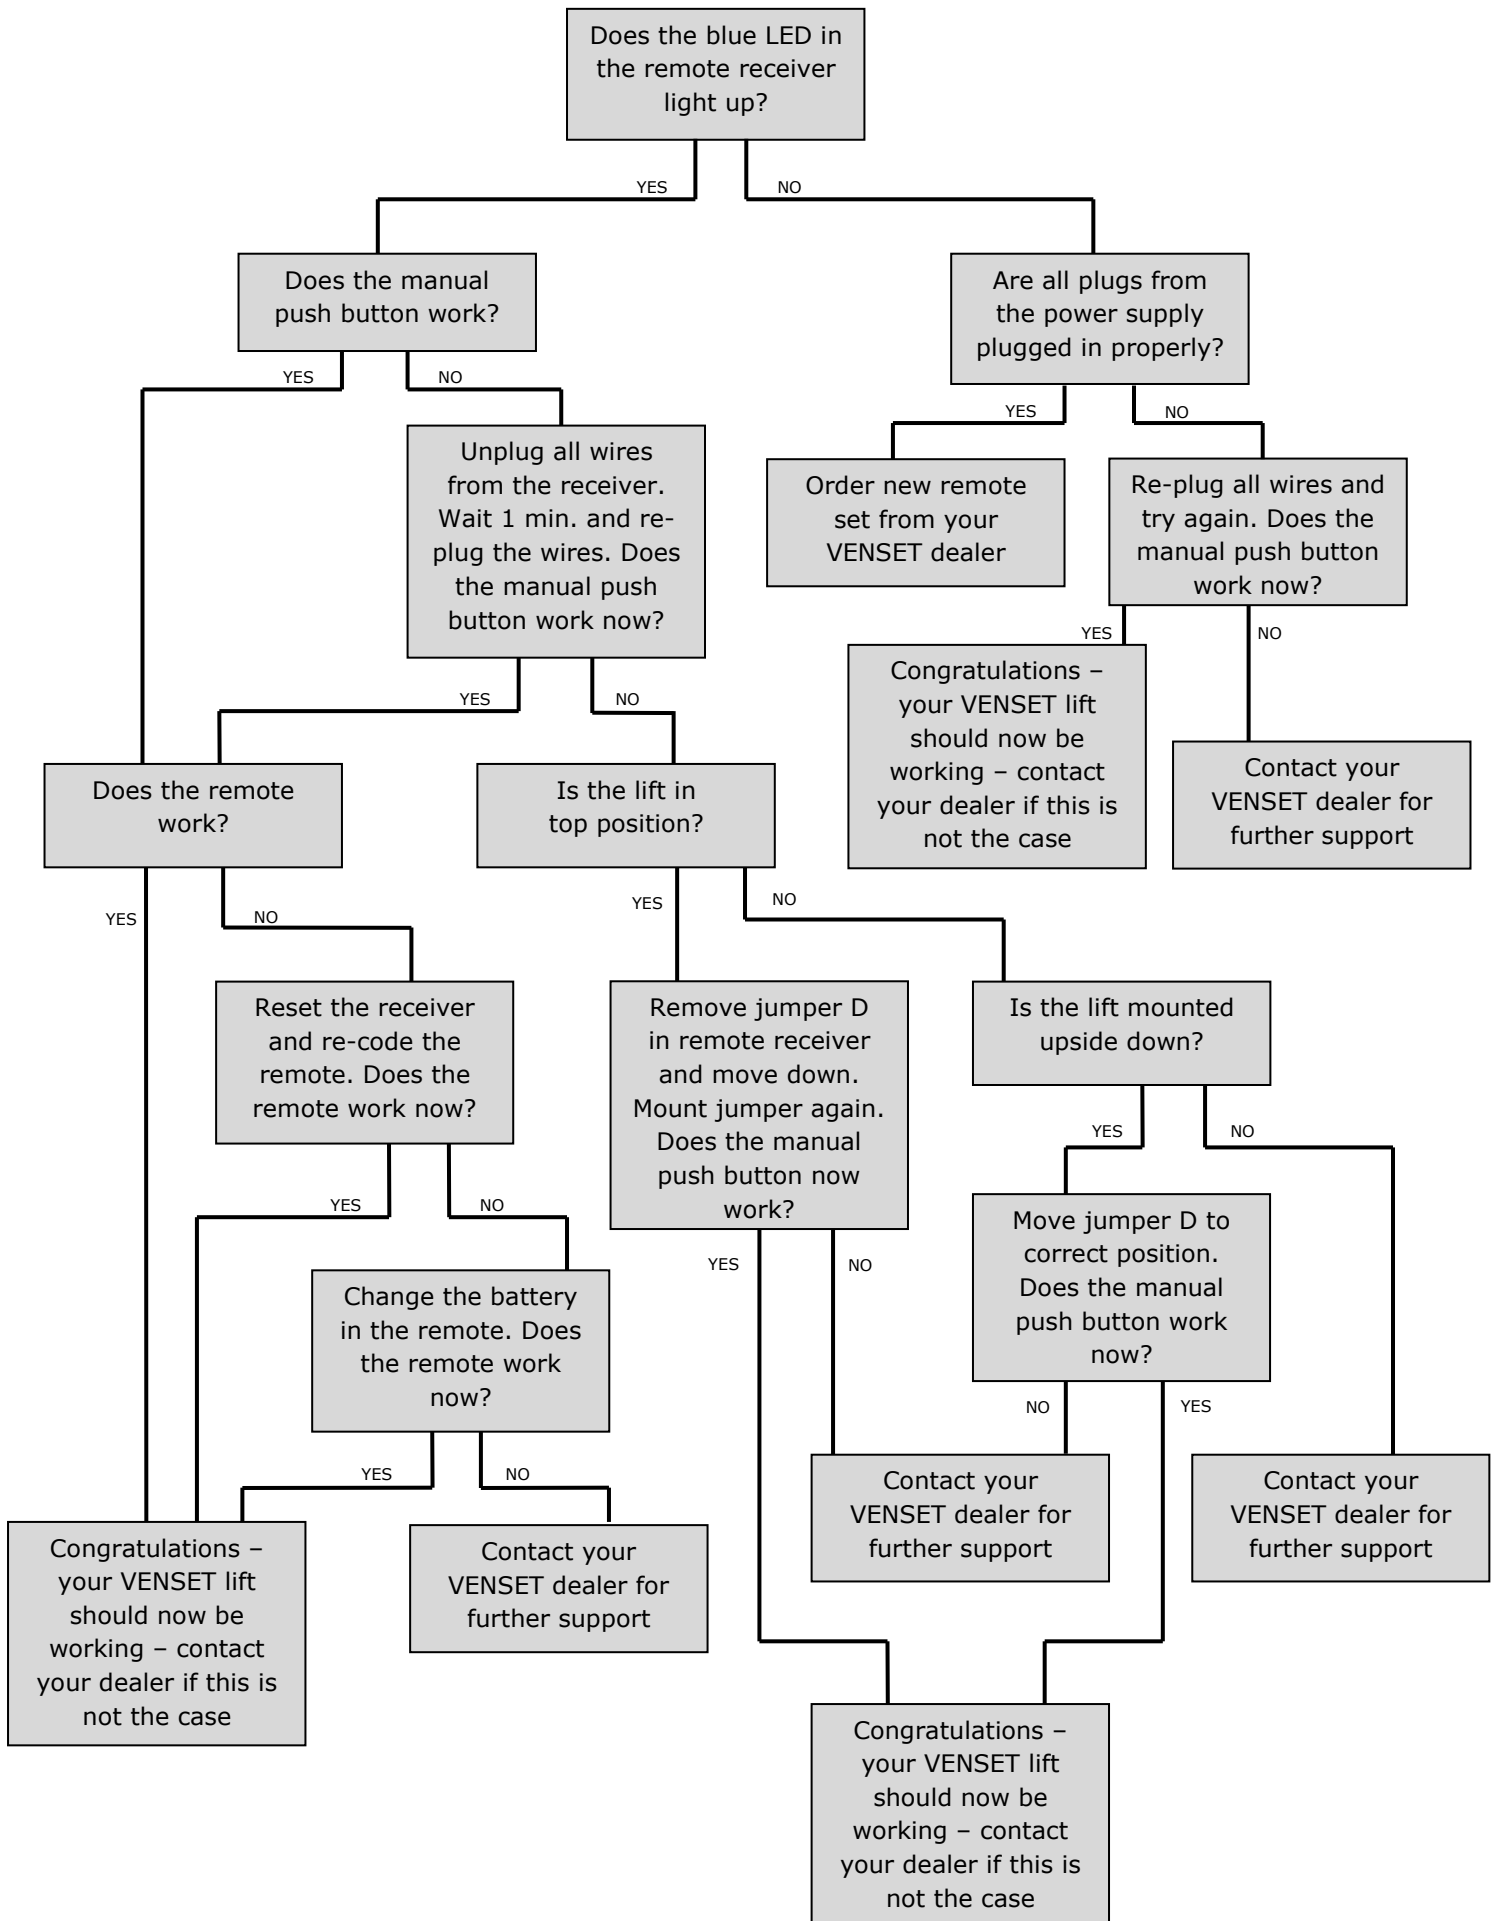 Does the blue LED in
the remote receiver
light up?
YES
NO
Does the manual
push button work?
Are all plugs from
the power supply
plugged in properly?
YES
NO
YES
NO
Unplug all wires
from the receiver.
Wait 1 min. and re-
plug the wires. Does
the manual push
button work now?
Order new remote
set from your
VENSET dealer
Re-plug all wires and
try again. Does the
manual push button
work now?
YES
NO
Congratulations –
your VENSET lift
should now be
working – contact
your dealer if this is
not the case
Contact your
VENSET dealer for
further support
YES
NO
Does the remote
work?
Is the lift in
top position?
YES
NO
YES
NO
Reset the receiver
and re-code the
remote. Does the
remote work now?
Remove jumper D
in remote receiver
and move down.
Mount jumper again.
Does the manual
push button now
work?
Is the lift mounted
upside down?
YES
NO
YES
NO
Move jumper D to
correct position.
Does the manual
push button work
now?
YES
NO
Change the battery
in the remote. Does
the remote work
now?
NO
YES
YES
NO
Contact your
VENSET dealer for
further support
Contact your
VENSET dealer for
further support
Congratulations –
your VENSET lift
should now be
working – contact
your dealer if this is
not the case
Contact your
VENSET dealer for
further support
Congratulations –
your VENSET lift
should now be
working – contact
your dealer if this is
not the case